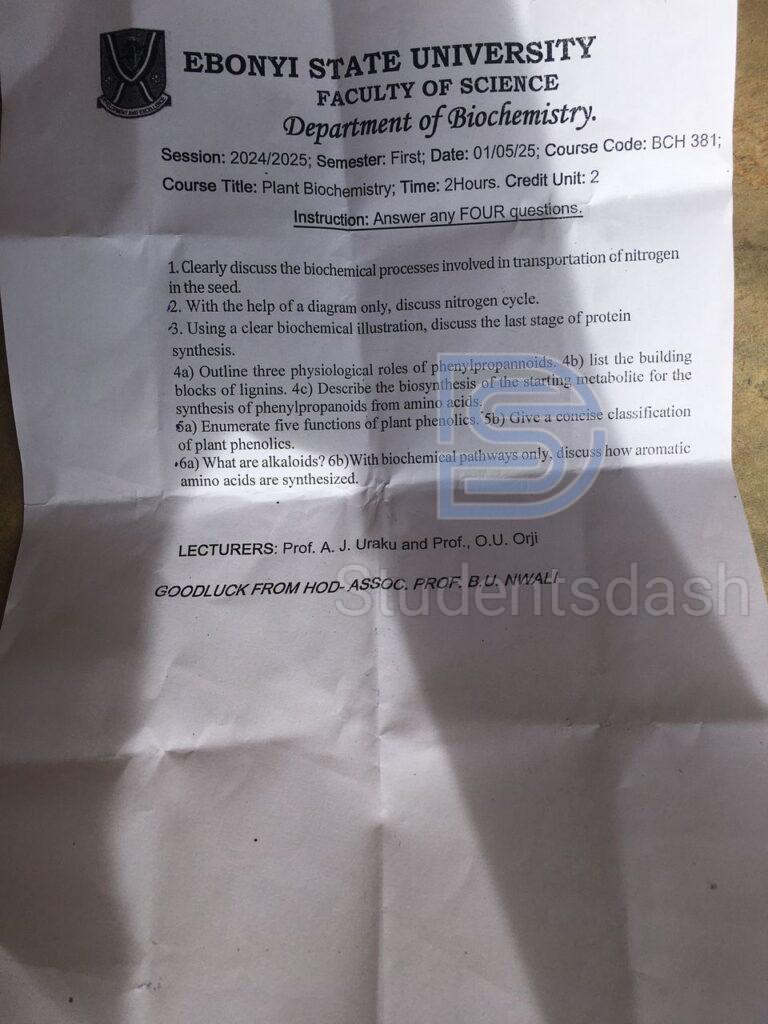 DEVELOPMENT AND EXCELLENCE
EBONYI STATE UNIVERSITY
FACULTY OF SCIENCE
Department of Biochemistry.
Session: 2024/2025; Semester: First; Date: 01/05/25; Course Code: BCH 381;
Course Title: Plant Biochemistry; Time: 2Hours. Credit Unit: 2
Instruction: Answer any FOUR questions.
1. Clearly discuss the biochemical processes involved in transportation of nitrogen
in the seed.
2. With the help of a diagram only, discuss nitrogen cycle.
3. Using a clear biochemical illustration, discuss the last stage of protein
synthesis.
4a) Outline three physiological roles of phenylpropannoids. 4b) list the building
blocks of lignins. 4c) Describe the biosynthesis of the starting metabolite for the
synthesis of phenylpropanoids from amino acids.
5a) Enumerate five functions of plant phenolics. 5b) Give a concise classification
of plant phenolics.
6a) What are alkaloids? 6b)With biochemical pathways only, discuss how aromatic
amino acids are synthesized.
LECTURERS: Prof. A. J. Uraku and Prof., O.U. Orji
GOODLUCK FROM HOD- ASSOC. PROF. B.U. NWALI
Studentsdash